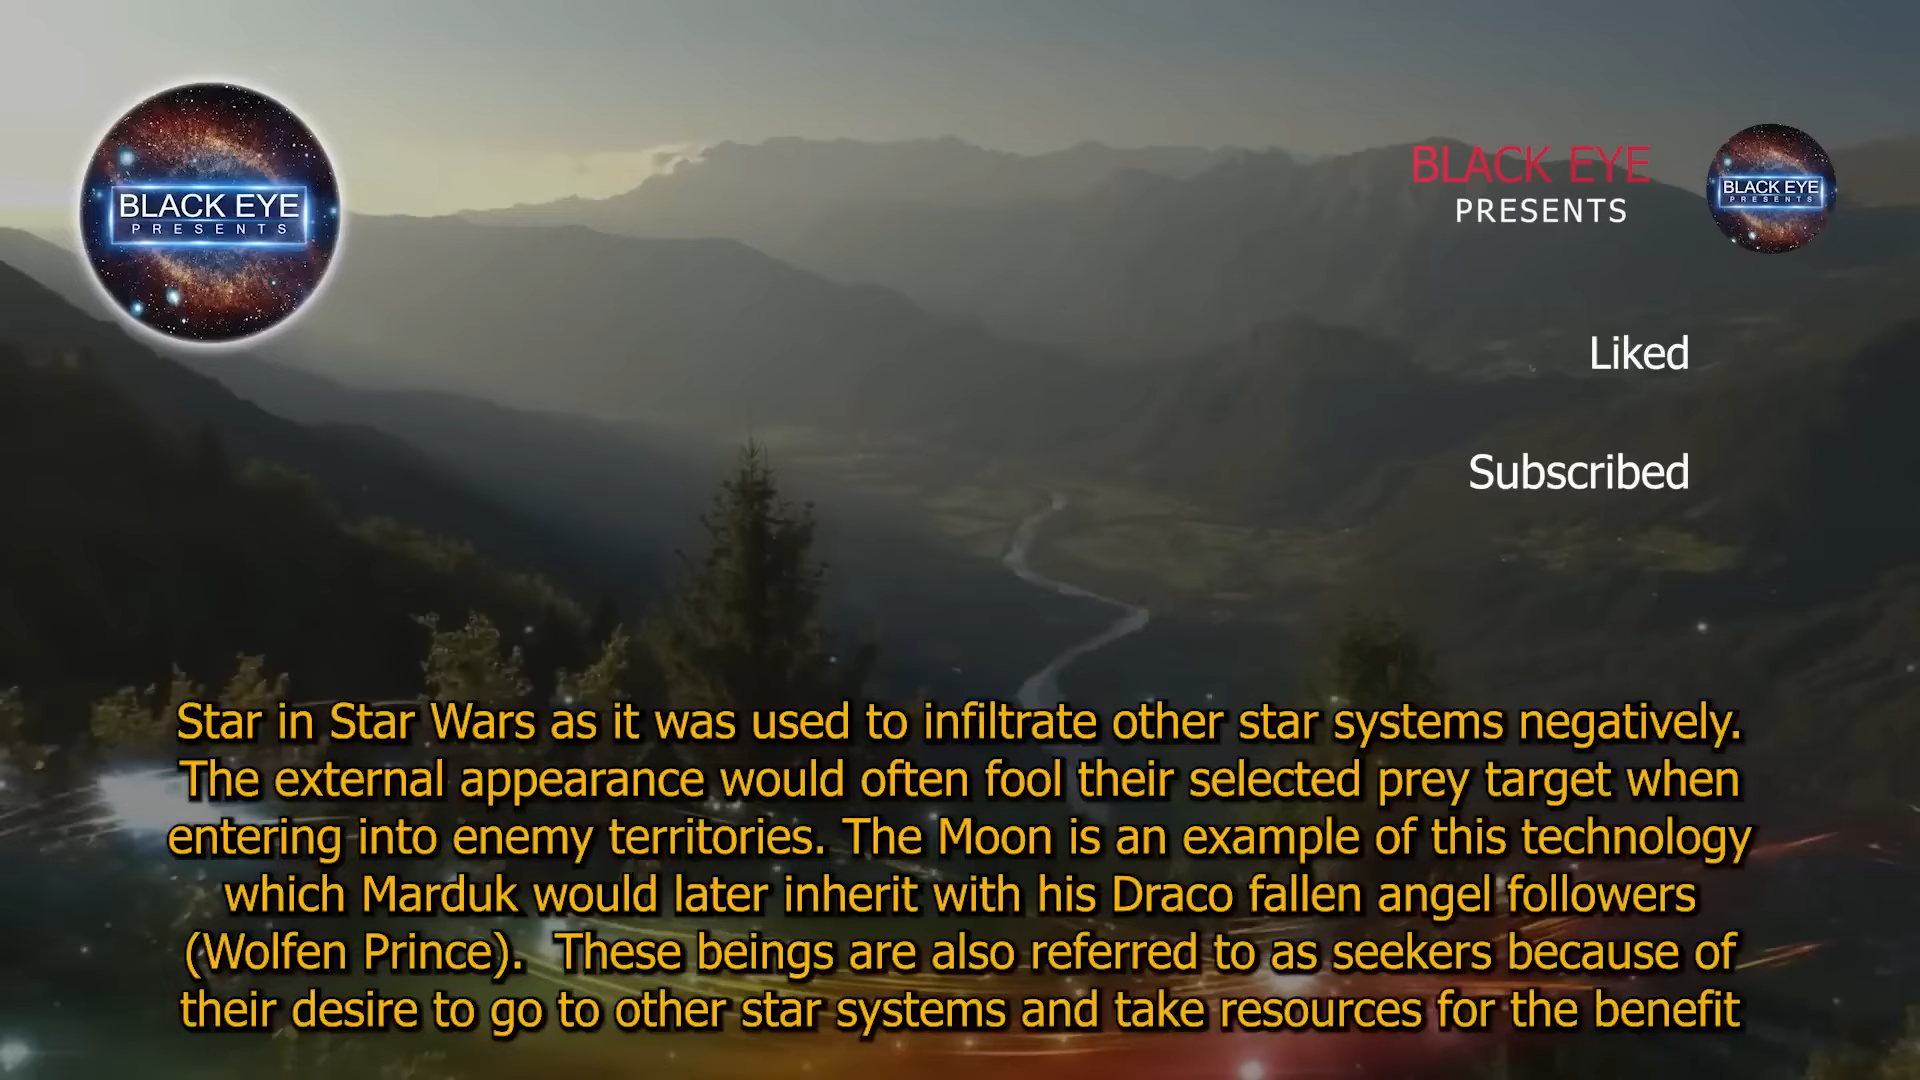 BLACK EYE
PRESENTS
BLACK EYE
PRESENTS
BLACK EYE
PRESENTS
Liked
Subscribed
Star in Star Wars as it was used to infiltrate other star systems negatively.
The external appearance would often fool their selected prey target when
entering into enemy territories. The Moon is an example of this technology
which Marduk would later inherit with his Draco fallen angel followers
(Wolfen Prince).  These beings are also referred to as seekers because of
their desire to go to other star systems and take resources for the benefit